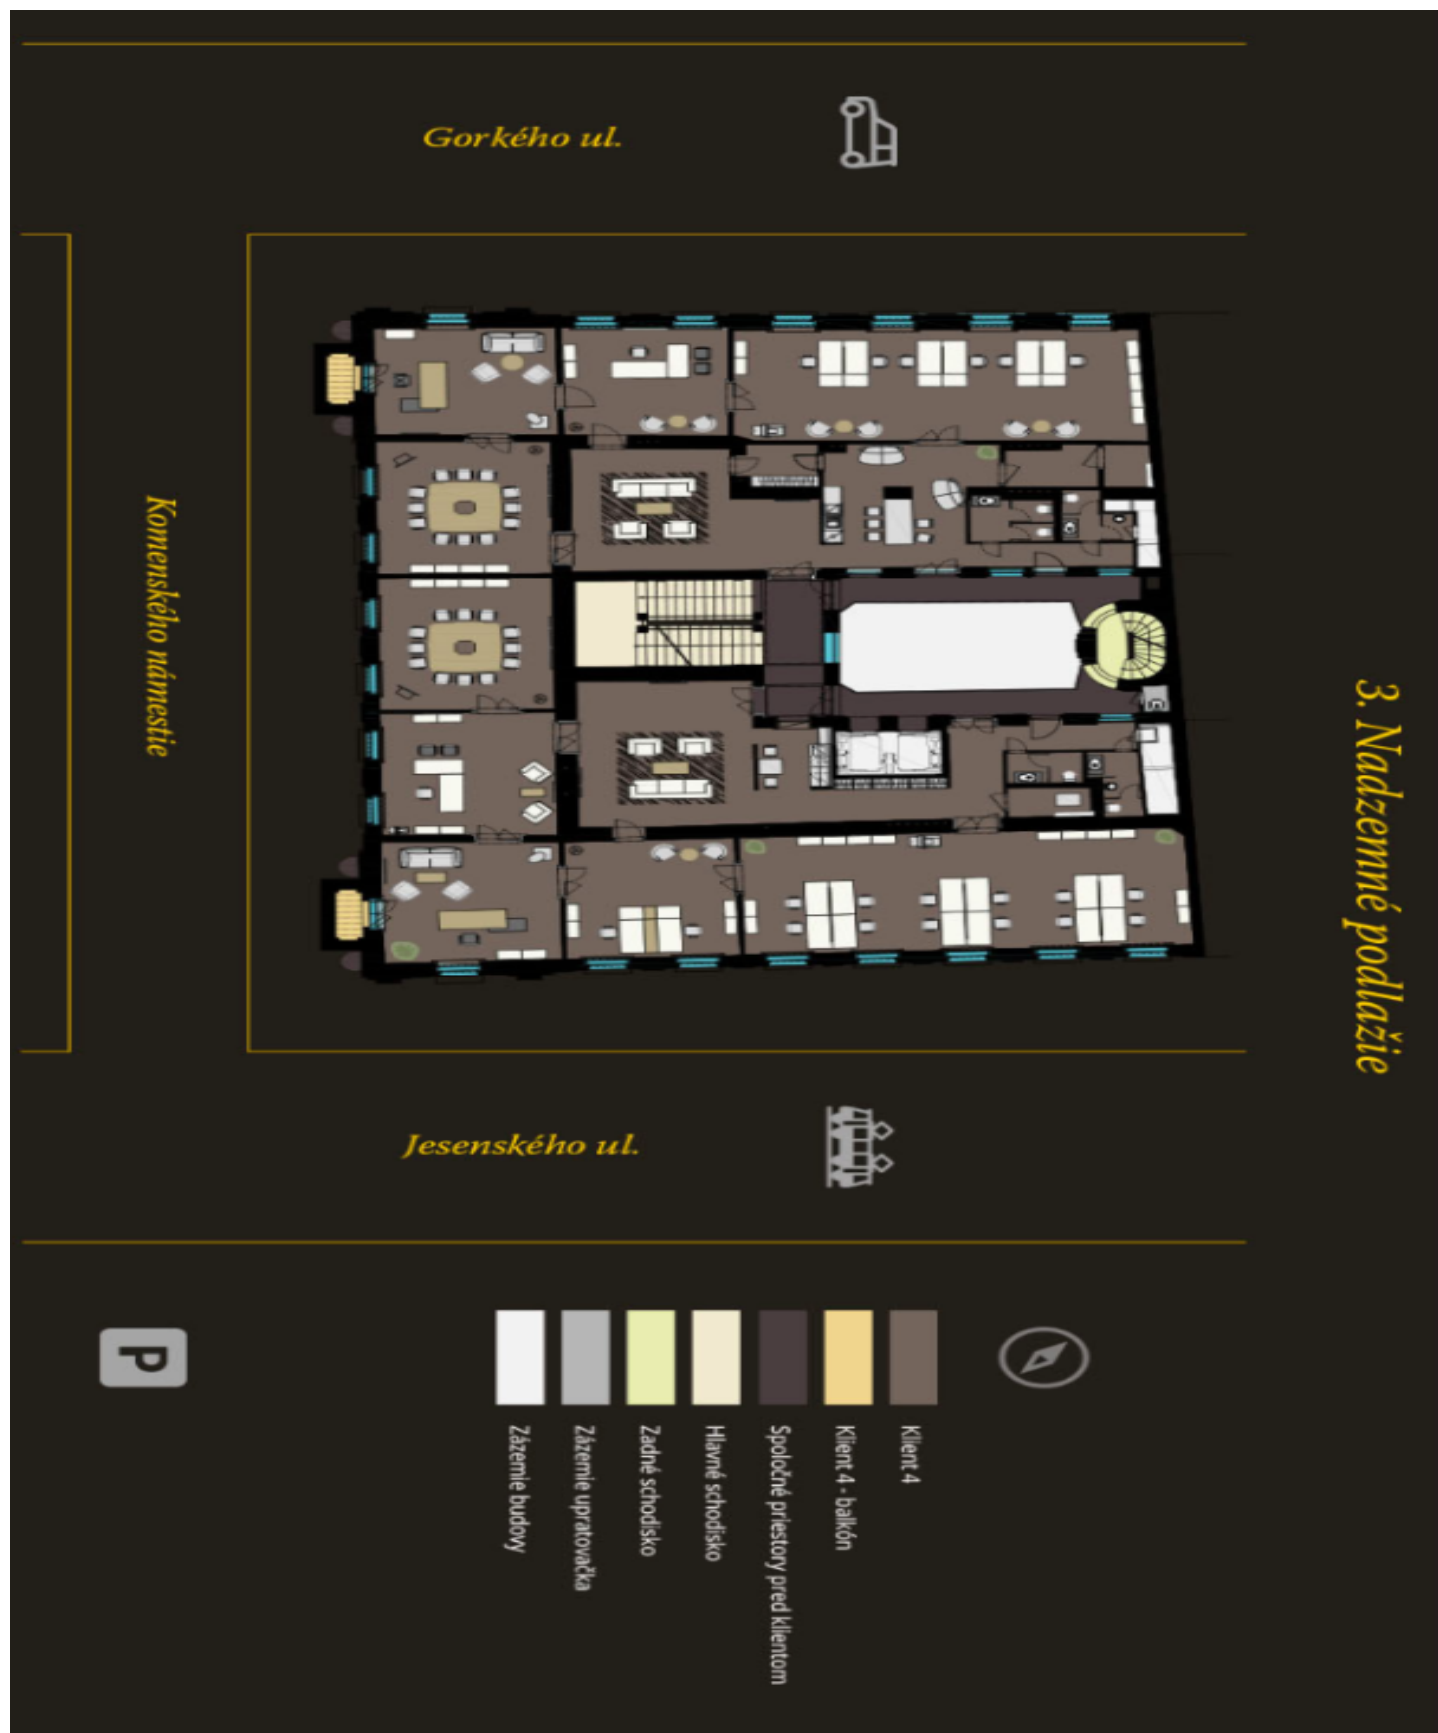 3. Nadzemné podlažie
Gorkého ul.
Komenského námestie
Jesenského ul.
Klient 4
Klient 4 - balkón
Spoločné priestory pred klientom
Hlavné schodisko
Zadné schodisko
Zázemie upratovačka
Zázemie budovy
P